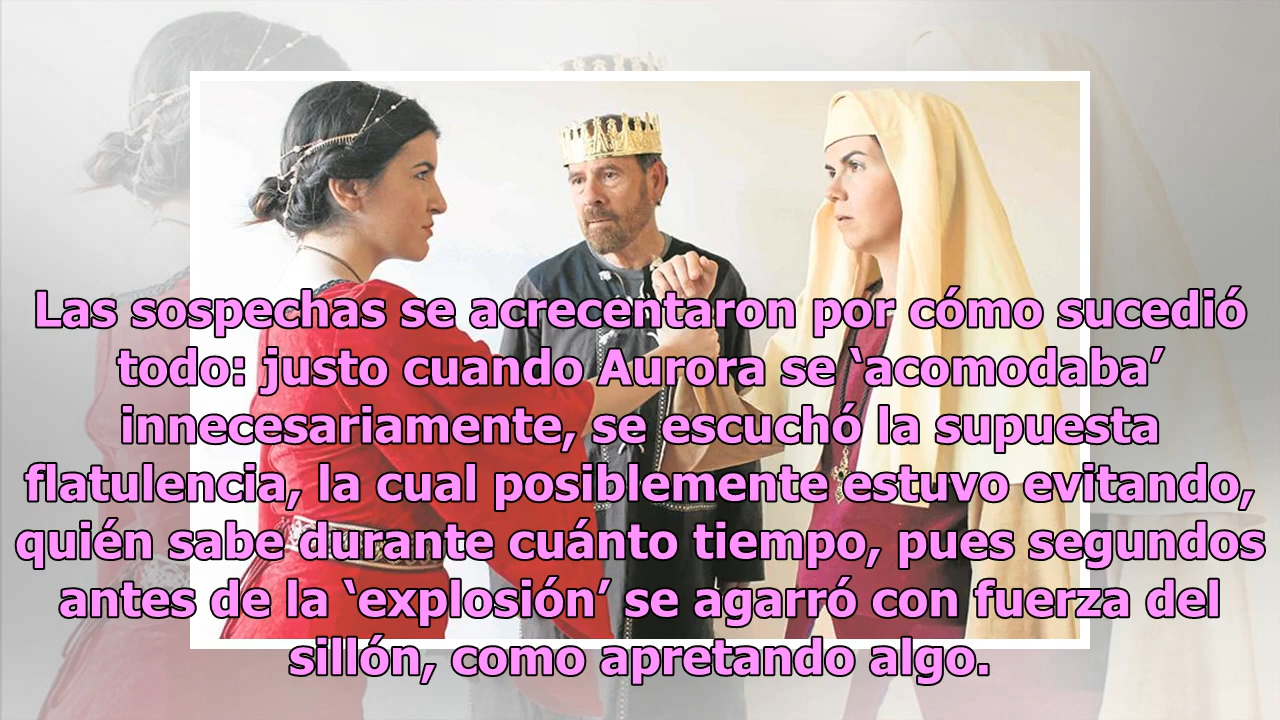 Las sospechas se acrecentaron por cómo sucedió
todo: justo cuando Aurora se ‘acomodaba’
innecesariamente, se escuchó la supuesta
flatulencia, la cual posiblemente estuvo evitando,
quién sabe durante cuánto tiempo, pues segundos
antes de la ‘explosión’ se agarró con fuerza del
sillón, como apretando algo.